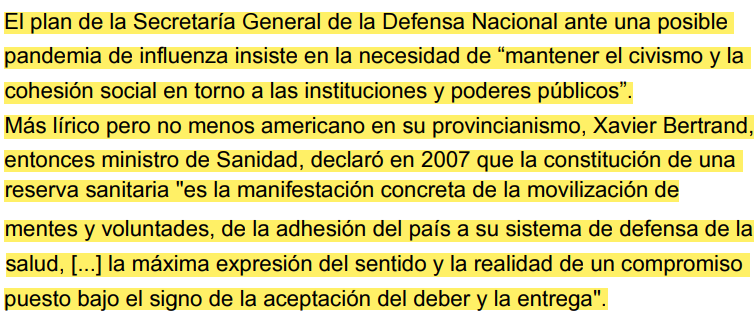 El plan de la Secretaría General de la Defensa Nacional ante una posible
pandemia de influenza insiste en la necesidad de “mantener el civismo y la
cohesión social en torno a las instituciones y poderes públicos”.
Más lírico pero no menos americano en su provincianismo, Xavier Bertrand,
entonces ministro de Sanidad, declaró en 2007 que la constitución de una
reserva sanitaria "es la manifestación concreta de la movilización de
mentes y voluntades, de la adhesión del país a su sistema de defensa de la
salud, [...] la máxima expresión del sentido y la realidad de un compromiso
puesto bajo el signo de la aceptación del deber y la entrega".